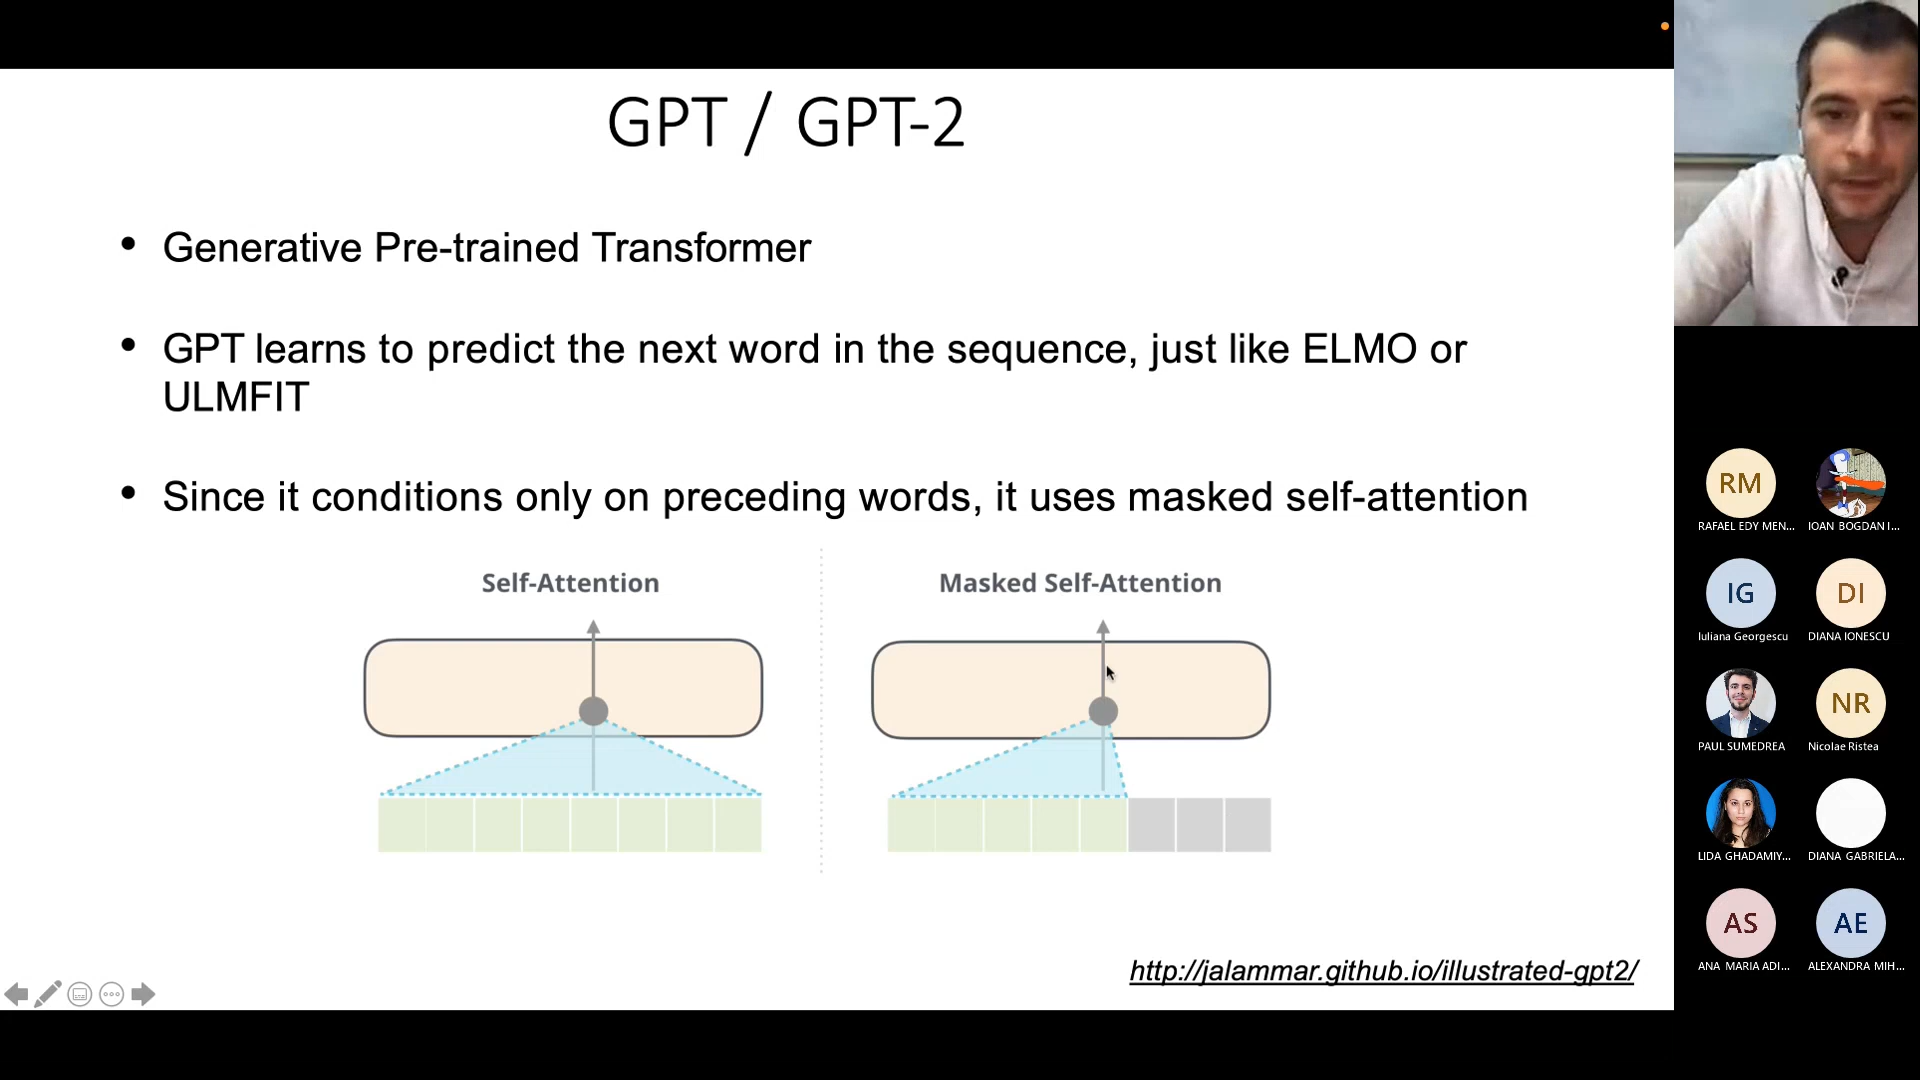 GPT / GPT-2
• Generative Pre-trained Transformer
• GPT learns to predict the next word in the sequence, just like ELMO or
ULMFIT
• Since it conditions only on preceding words, it uses masked self-attention
Self-Attention
Masked Self-Attention
http://jalammar.github.io/illustrated-gpt2/
RM
RAFAEL EDY MEN...
IOAN BOGDAN I...
IG
Iuliana Georgescu
DI
DIANA IONESCU
PAUL SUMEDREA
NR
Nicolae Ristea
LIDA GHADAMIY...
DIANA GABRIELA...
AS
ANA MARIA ADI...
AE
ALEXANDRA MIH...